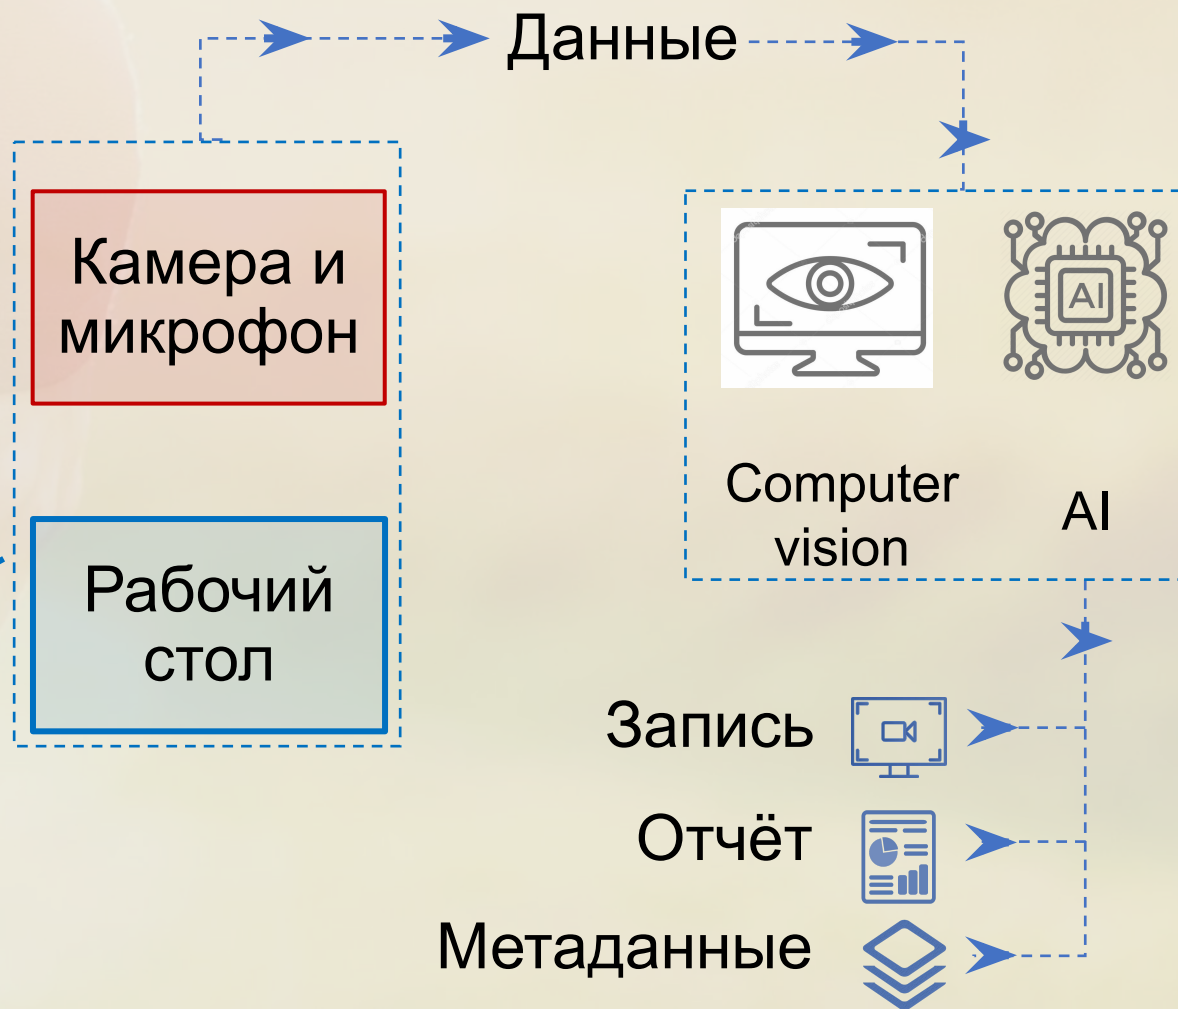 Данные
Камера и
микрофон
Рабочий
стол
AI
Computer
vision
AI
Запись
Отчёт
Метаданные